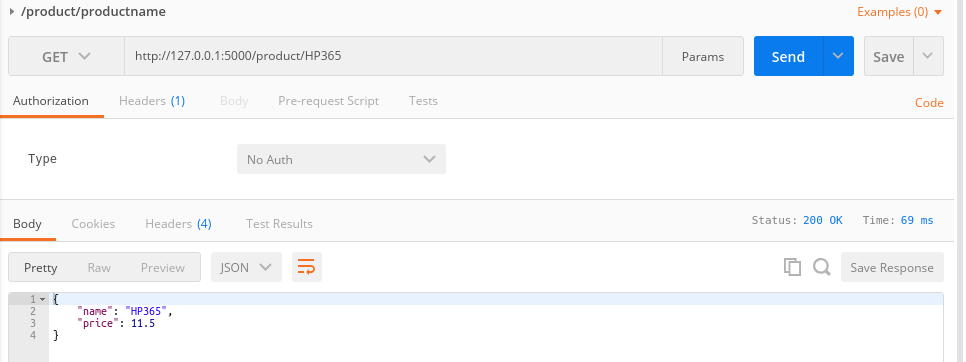 /product/productname Examples (0)
GET http://127.0.0.1:5000/product/HP365 Params Send Save
Authorization Headers (1) Body Pre-request Script Tests Code
Type No Auth
Body Cookies Headers (4) Test Results Status: 200 OK Time: 69 ms
Pretty Raw Preview JSON Save Response
1 {
2 "name": "HP365",
3 "price": 11.5
4 }